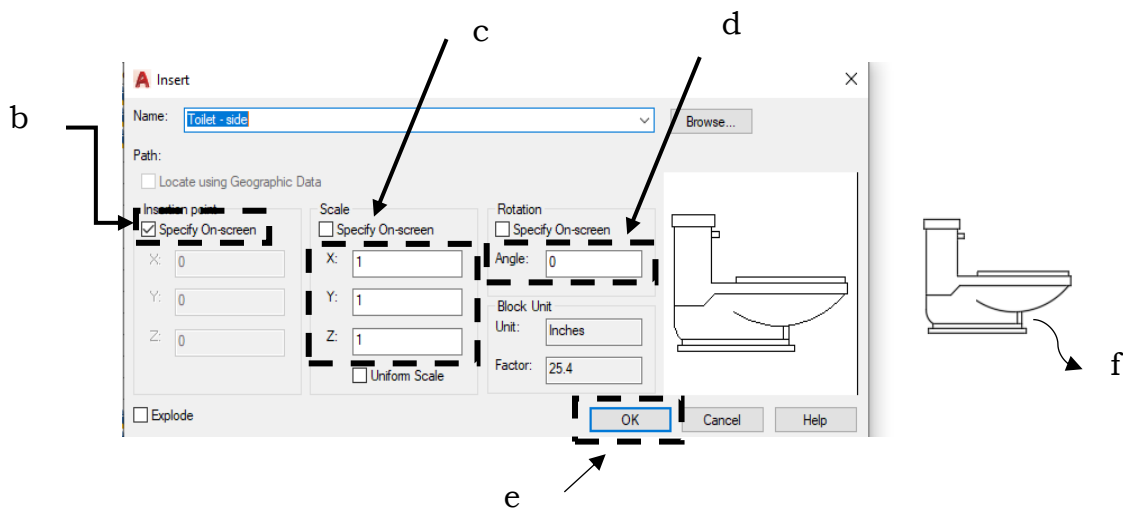 c
d
A Insert
b
Name: Toilet - side Browse...
Path:
Locate using Geographic Data
Insertion point Scale Rotation
Specify On-screen Specify On-screen Specify On-screen
X: 0 X: 1 Angle: 0
Y: 0 Y: 1 Block Unit
Unit: Inches
Z: 0 Z: 1
Factor: 25.4
Uniform Scale
f
Explode OK Cancel Help
e